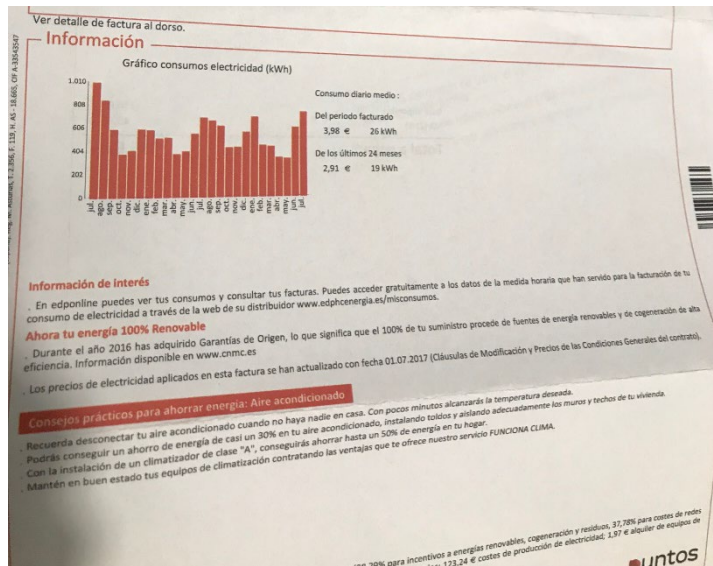 Ver detalle de factura al dorso.
Información
Gráfico consumos electricidad (kWh)
1.010
808
606
404
202
0
jul. ago. sep. oct. nov. dic. ene. feb. mar. abr. may. jun. jul. ago. sep. oct. nov. dic. ene. feb. mar. abr. may. jun. jul.
Consumo diario medio :
Del periodo facturado
3,98 € 26 kWh
De los últimos 24 meses
2,91 € 19 kWh
Información de interés
. En edponline puedes ver tus consumos y consultar tus facturas. Puedes acceder gratuitamente a los datos de la medida horaria que han servido para la facturación de tu
consumo de electricidad a través de la web de su distribuidor www.edphcenergia.es/misconsumos.
Ahora tu energía 100% Renovable
. Durante el año 2016 has adquirido Garantías de Origen, lo que significa que el 100% de tu suministro procede de fuentes de energía renovables y de cogeneración de alta
eficiencia. Información disponible en www.cnmc.es
. Los precios de electricidad aplicados en esta factura se han actualizado con fecha 01.07.2017 (Cláusulas de Modificación y Precios de las Condiciones Generales del contrato).
Consejos prácticos para ahorrar energía: Aire acondicionado
. Recuerda desconectar tu aire acondicionado cuando no haya nadie en casa. Con pocos minutos alcanzarás la temperatura deseada.
. Podrás conseguir un ahorro de energía de casi un 30% en tu aire acondicionado, instalando toldos y aislando adecuadamente los muros y techos de tu vivienda.
. Con la instalación de un climatizador de clase "A", conseguirás ahorrar hasta un 50% de energía en tu hogar.
. Mantén en buen estado tus equipos de climatización contratando las ventajas que te ofrece nuestro servicio FUNCIONA CLIMA.
para incentivos a energías renovables, cogeneración y residuos, 37,78% para costes de redes
123,24 € costes de producción de electricidad; 1,97 € alquiler de equipos de
puntos